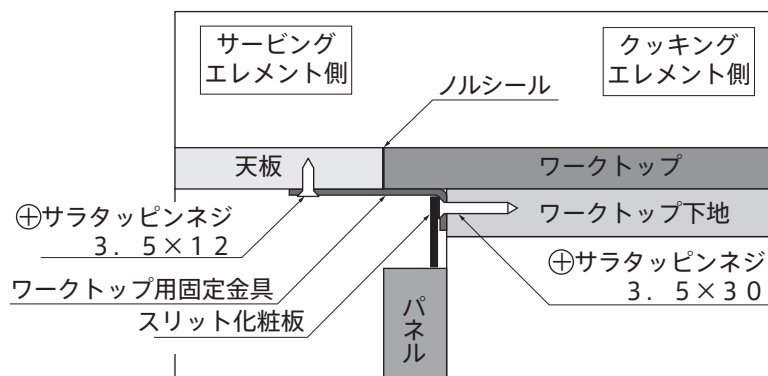 サービング
エレメント側
クッキング
エレメント側
ノルシール
天板
ワークトップ
⊕サラタッピンネジ
3.5×12
ワークトップ下地
⊕サラタッピンネジ
3.5×30
ワークトップ用固定金具
スリット化粧板
パネル